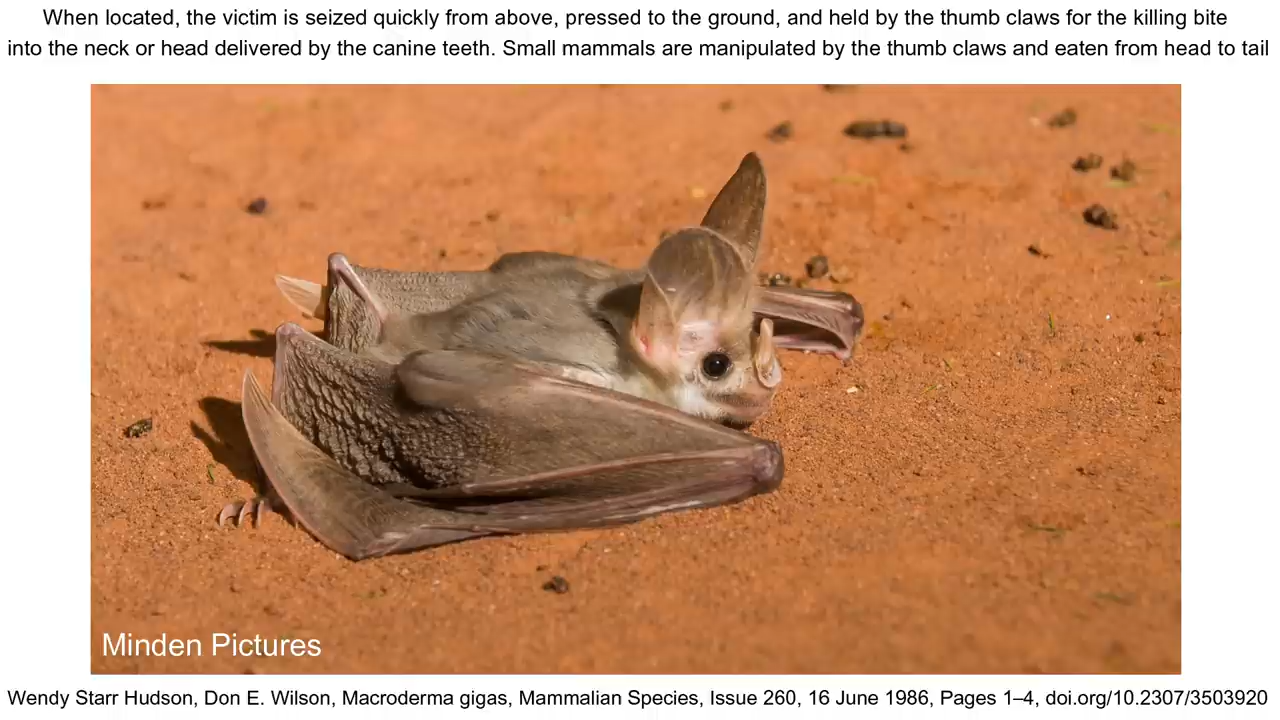 When located, the victim is seized quickly from above, pressed to the ground, and held by the thumb claws for the killing bite
into the neck or head delivered by the canine teeth. Small mammals are manipulated by the thumb claws and eaten from head to tail
Minden Pictures
Wendy Starr Hudson, Don E. Wilson, Macroderma gigas, Mammalian Species, Issue 260, 16 June 1986, Pages 1–4, doi.org/10.2307/3503920